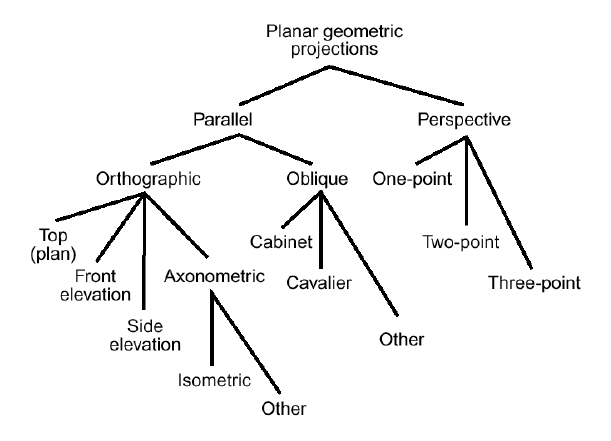 Planar geometric
projections
Parallel
Perspective
Orthographic
Oblique
One-point
Top
(plan)
Cabinet
Two-point
Front
elevation
Axonometric
Cavalier
Three-point
Side
elevation
Other
Isometric
Other